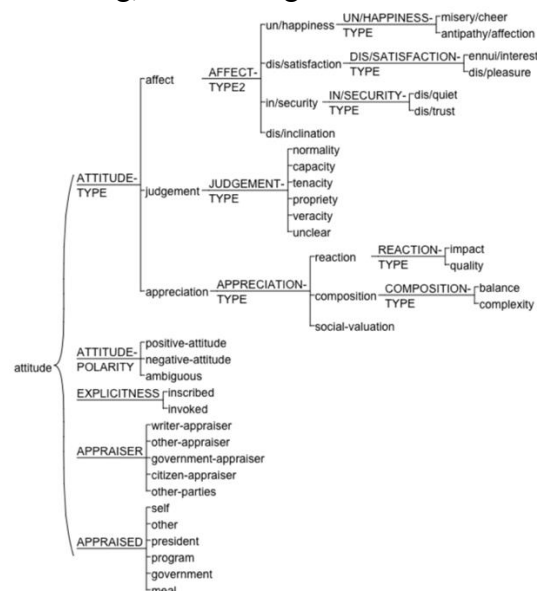 un/happiness UN/HAPPINESS-TYPE misery/cheer
antipathy/affection
affect AFFECT-TYPE2 dis/satisfaction DIS/SATISFACTION-TYPE ennui/interest
dis/pleasure
in/security IN/SECURITY-TYPE dis/quiet
dis/trust
dis/inclination
ATTITUDE-TYPE judgement JUDGEMENT-TYPE normality
capacity
tenacity
propriety
veracity
unclear
appreciation APPRECIATION-TYPE reaction REACTION-TYPE impact
quality
composition COMPOSITION-TYPE balance
complexity
social-valuation
attitude ATTITUDE-POLARITY positive-attitude
negative-attitude
ambiguous
EXPLICITNESS inscribed
invoked
APPRAISER writer-appraiser
other-appraiser
government-appraiser
citizen-appraiser
other-parties
APPRAISED self
other
president
program
government